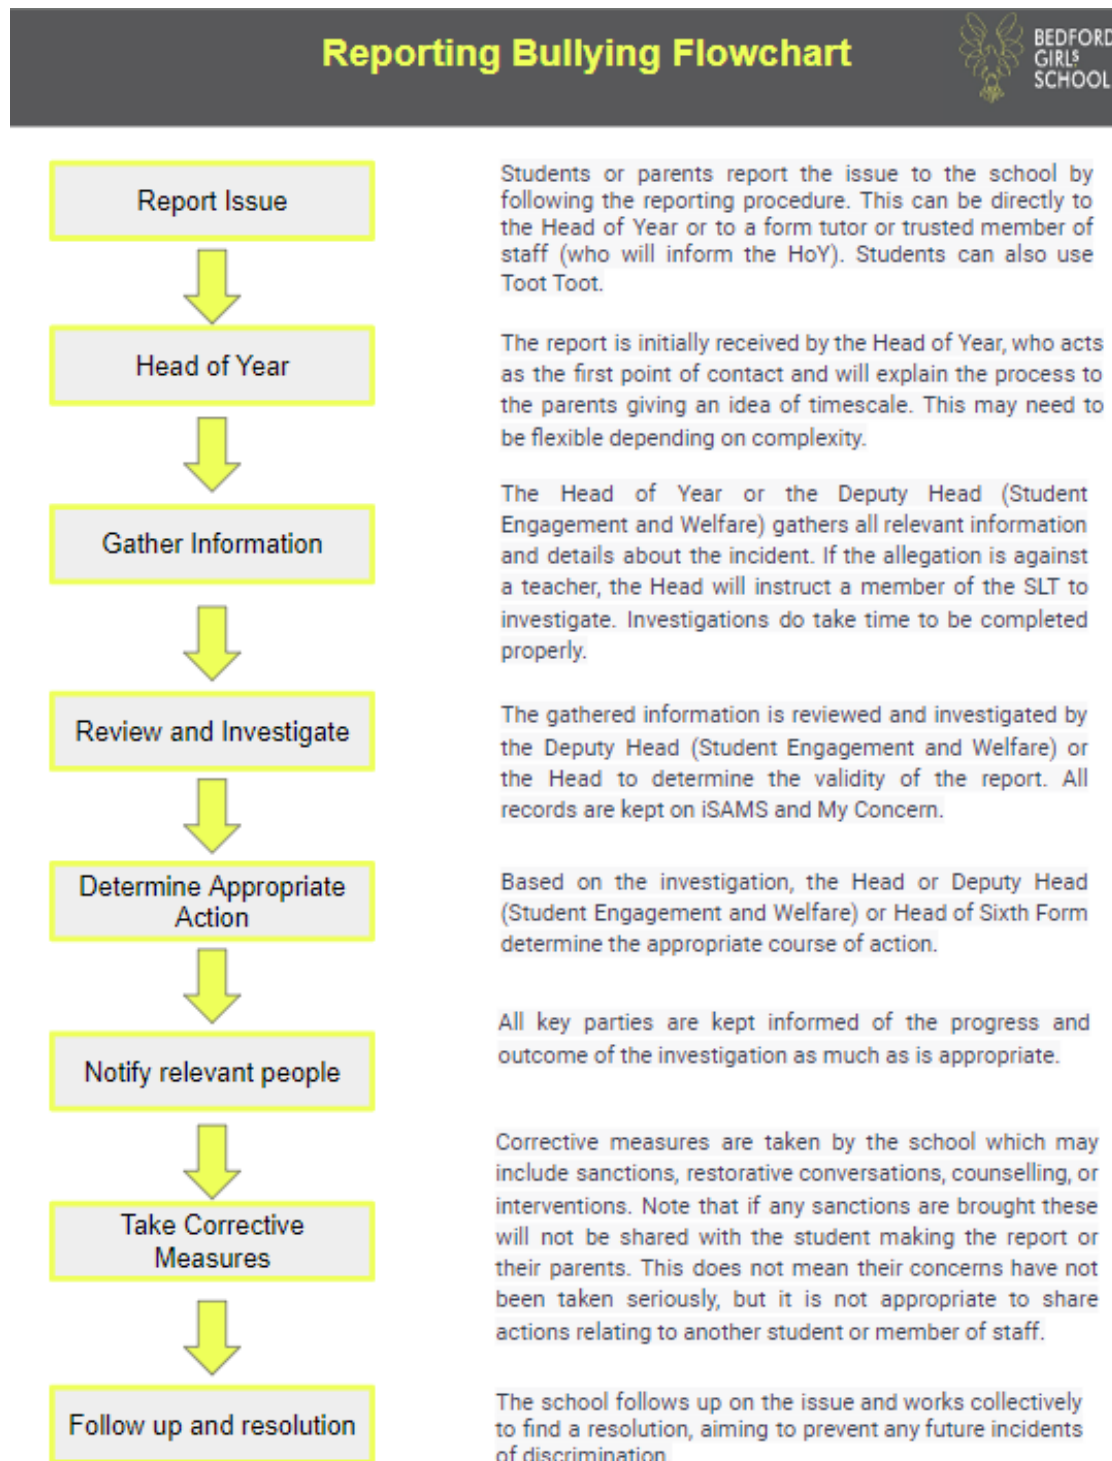 Reporting Bullying Flowchart
BEDFORD
GIRLS
SCHOOL
Report Issue
Students or parents report the issue to the school by
following the reporting procedure. This can be directly to
the Head of Year or to a form tutor or trusted member of
staff (who will inform the HoY). Students can also use
Toot Toot.
Head of Year
The report is initially received by the Head of Year, who acts
as the first point of contact and will explain the process to
the parents giving an idea of timescale. This may need to
be flexible depending on complexity.
Gather Information
The Head of Year or the Deputy Head (Student
Engagement and Welfare) gathers all relevant information
and details about the incident. If the allegation is against
a teacher, the Head will instruct a member of the SLT to
investigate. Investigations do take time to be completed
properly.
Review and Investigate
The gathered information is reviewed and investigated by
the Deputy Head (Student Engagement and Welfare) or
the Head to determine the validity of the report. All
records are kept on iSAMS and My Concern.
Determine Appropriate
Action
Based on the investigation, the Head or Deputy Head
(Student Engagement and Welfare) or Head of Sixth Form
determine the appropriate course of action.
Notify relevant people
All key parties are kept informed of the progress and
outcome of the investigation as much as is appropriate.
Take Corrective
Measures
Corrective measures are taken by the school which may
include sanctions, restorative conversations, counselling, or
interventions. Note that if any sanctions are brought these
will not be shared with the student making the report or
their parents. This does not mean their concerns have not
been taken seriously, but it is not appropriate to share
actions relating to another student or member of staff.
Follow up and resolution
The school follows up on the issue and works collectively
to find a resolution, aiming to prevent any future incidents
of discrimination